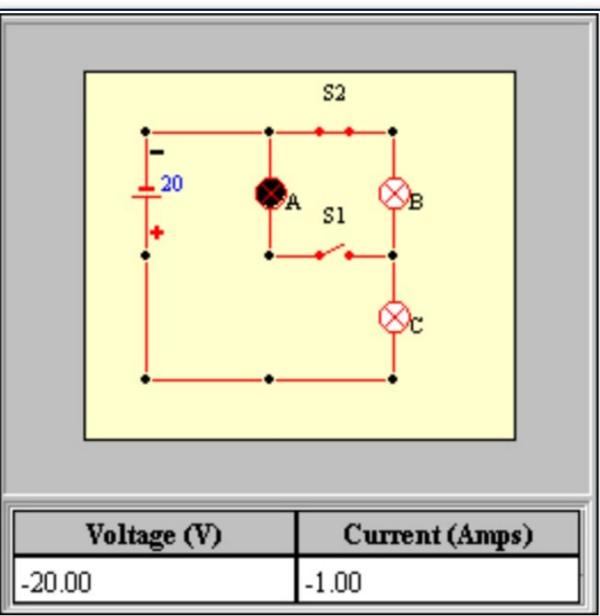 S2
−
20
A
B
S1
+
C
Voltage (V) Current (Amps)
-20.00 -1.00